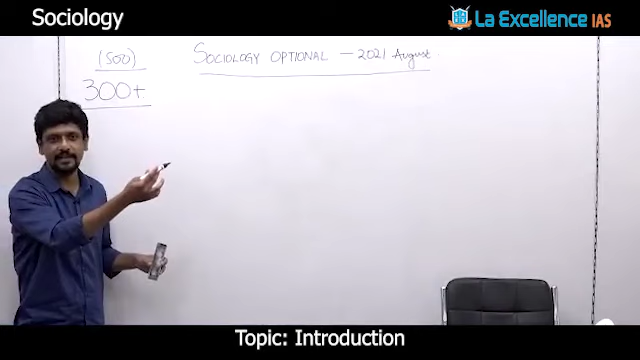 Sociology
La Excellence IAS
(500)
300+
SOCIOLOGY OPTIONAL — 2021 August
Topic: Introduction